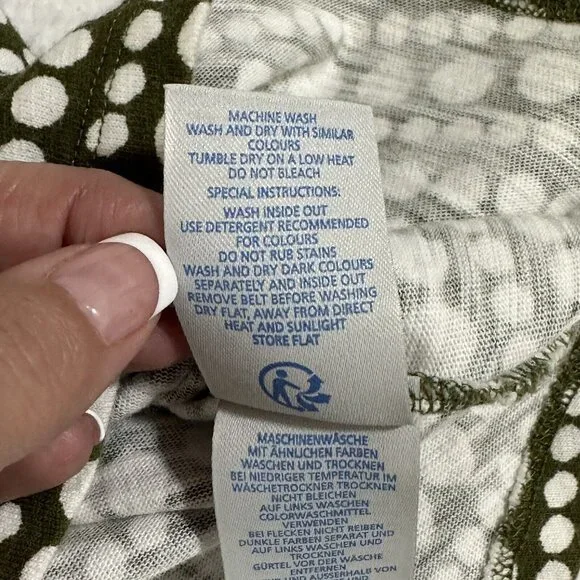 MACHINE WASH
WASH AND DRY WITH SIMILAR
COLOURS
TUMBLE DRY ON A LOW HEAT
DO NOT BLEACH
SPECIAL INSTRUCTIONS:
WASH INSIDE OUT
USE DETERGENT RECOMMENDED
FOR COLOURS
DO NOT RUB STAINS
WASH AND DRY DARK COLOURS
SEPARATELY AND INSIDE OUT
REMOVE BELT BEFORE WASHING
DRY FLAT, AWAY FROM DIRECT
HEAT AND SUNLIGHT
STORE FLAT
MASCHINENWÄSCHE
MIT ÄHNLICHEN FARBEN
WASCHEN UND TROCKNEN
BEI NIEDRIGER TEMPERATUR IM
WÄSCHETROCKNER TROCKNEN
NICHT BLEICHEN
AUF LINKS WASCHEN
COLORWASCHMITTEL
VERWENDEN
BEI FLECKEN NICHT REIBEN
DUNKLE FARBEN SEPARAT UND
AUF LINKS WASCHEN UND
TROCKNEN
GÜRTEL VOR DER WÄSCHE
ENTFERNEN
UND AUSSERHALB VON